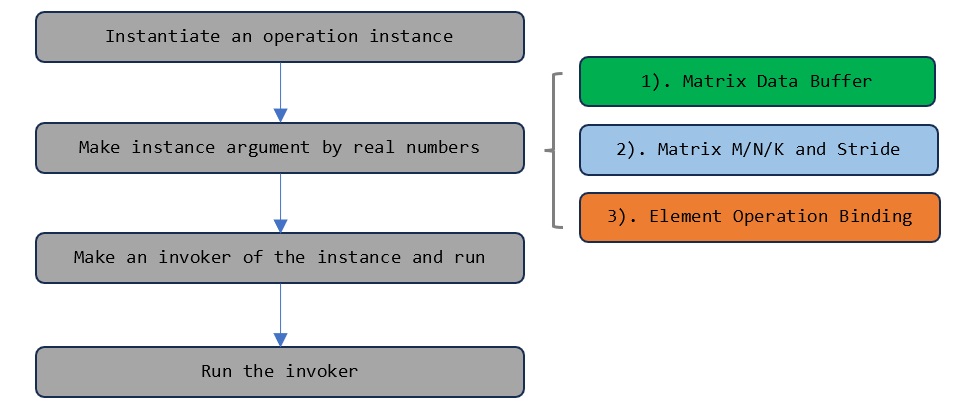 Instantiate an operation instance
Make instance argument by real numbers
Make an invoker of the instance and run
Run the invoker
1). Matrix Data Buffer
2). Matrix M/N/K and Stride
3). Element Operation Binding